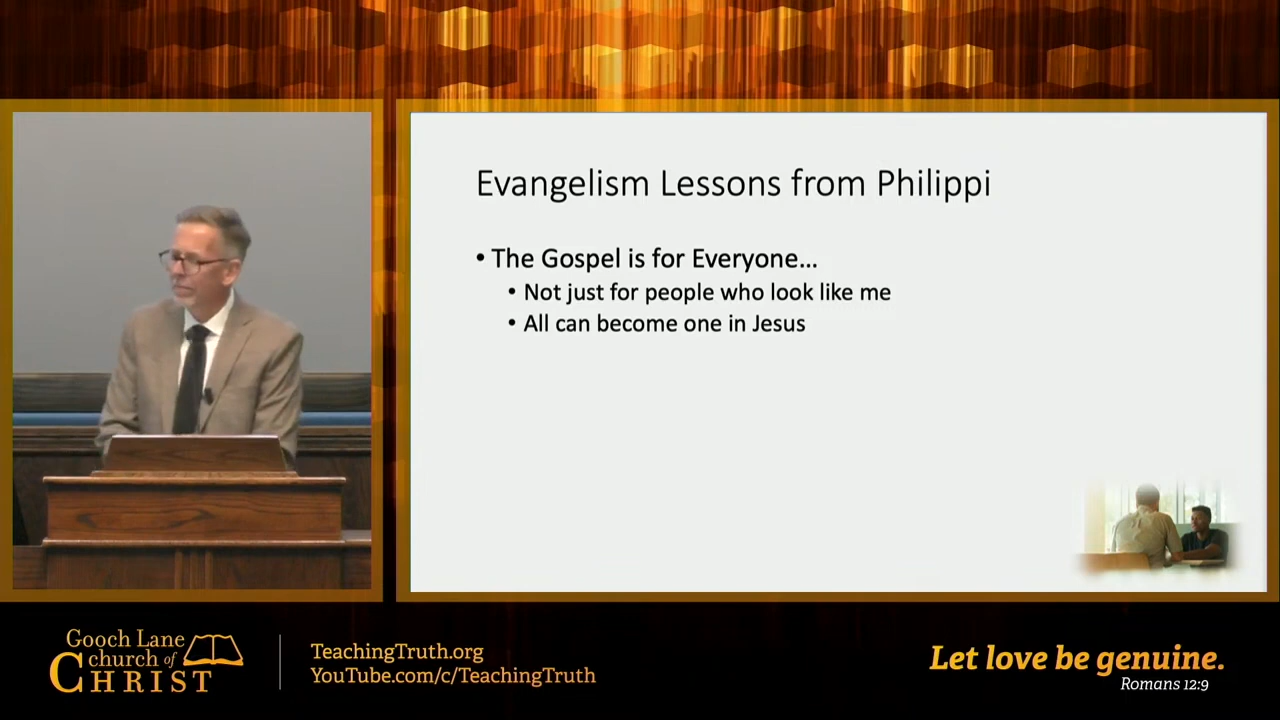 Evangelism Lessons from Philippi
• The Gospel is for Everyone...
• Not just for people who look like me
• All can become one in Jesus
Gooch Lane
church of
CHRIST
TeachingTruth.org
YouTube.com/c/TeachingTruth
Let love be genuine.
Romans 12:9